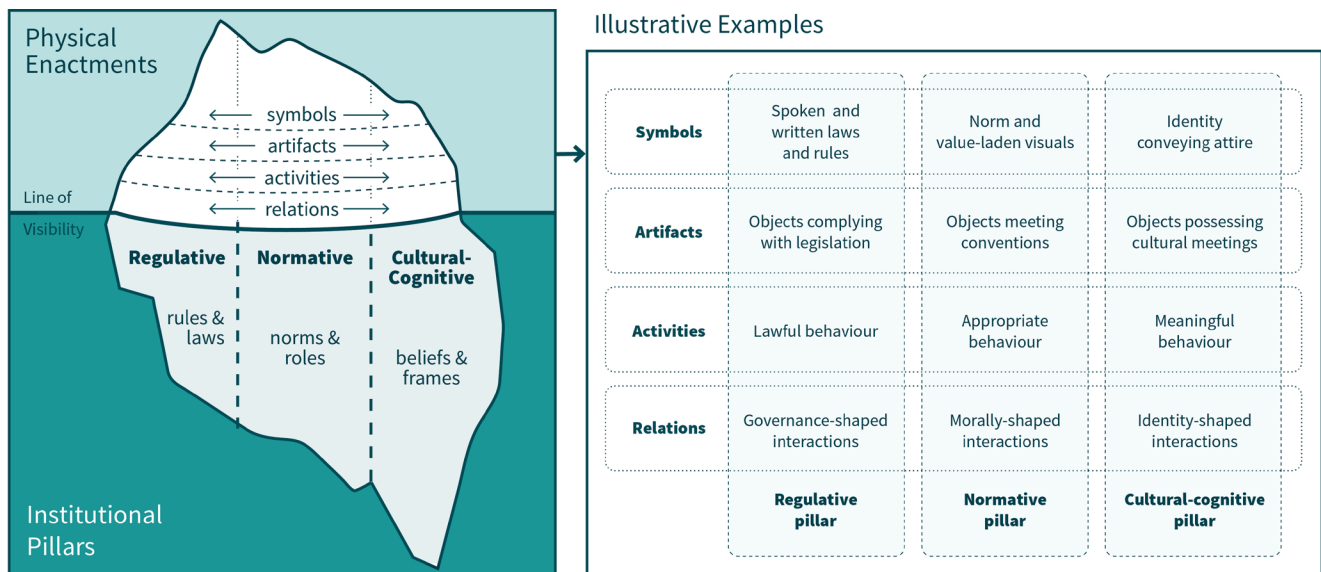 Physical
Enactments
symbols
artifacts
activities
relations
Line of
Visibility
Regulative
Normative
Cultural-
Cognitive
rules &
laws
norms &
roles
beliefs &
frames
Institutional
Pillars
Illustrative Examples
Symbols
Spoken and
written laws
and rules
Norm and
value-laden visuals
Identity
conveying attire
Artifacts
Objects complying
with legislation
Objects meeting
conventions
Objects possessing
cultural meetings
Activities
Lawful behaviour
Appropriate
behaviour
Meaningful
behaviour
Relations
Governance-shaped
interactions
Morally-shaped
interactions
Identity-shaped
interactions
Regulative
pillar
Normative
pillar
Cultural-cognitive
pillar